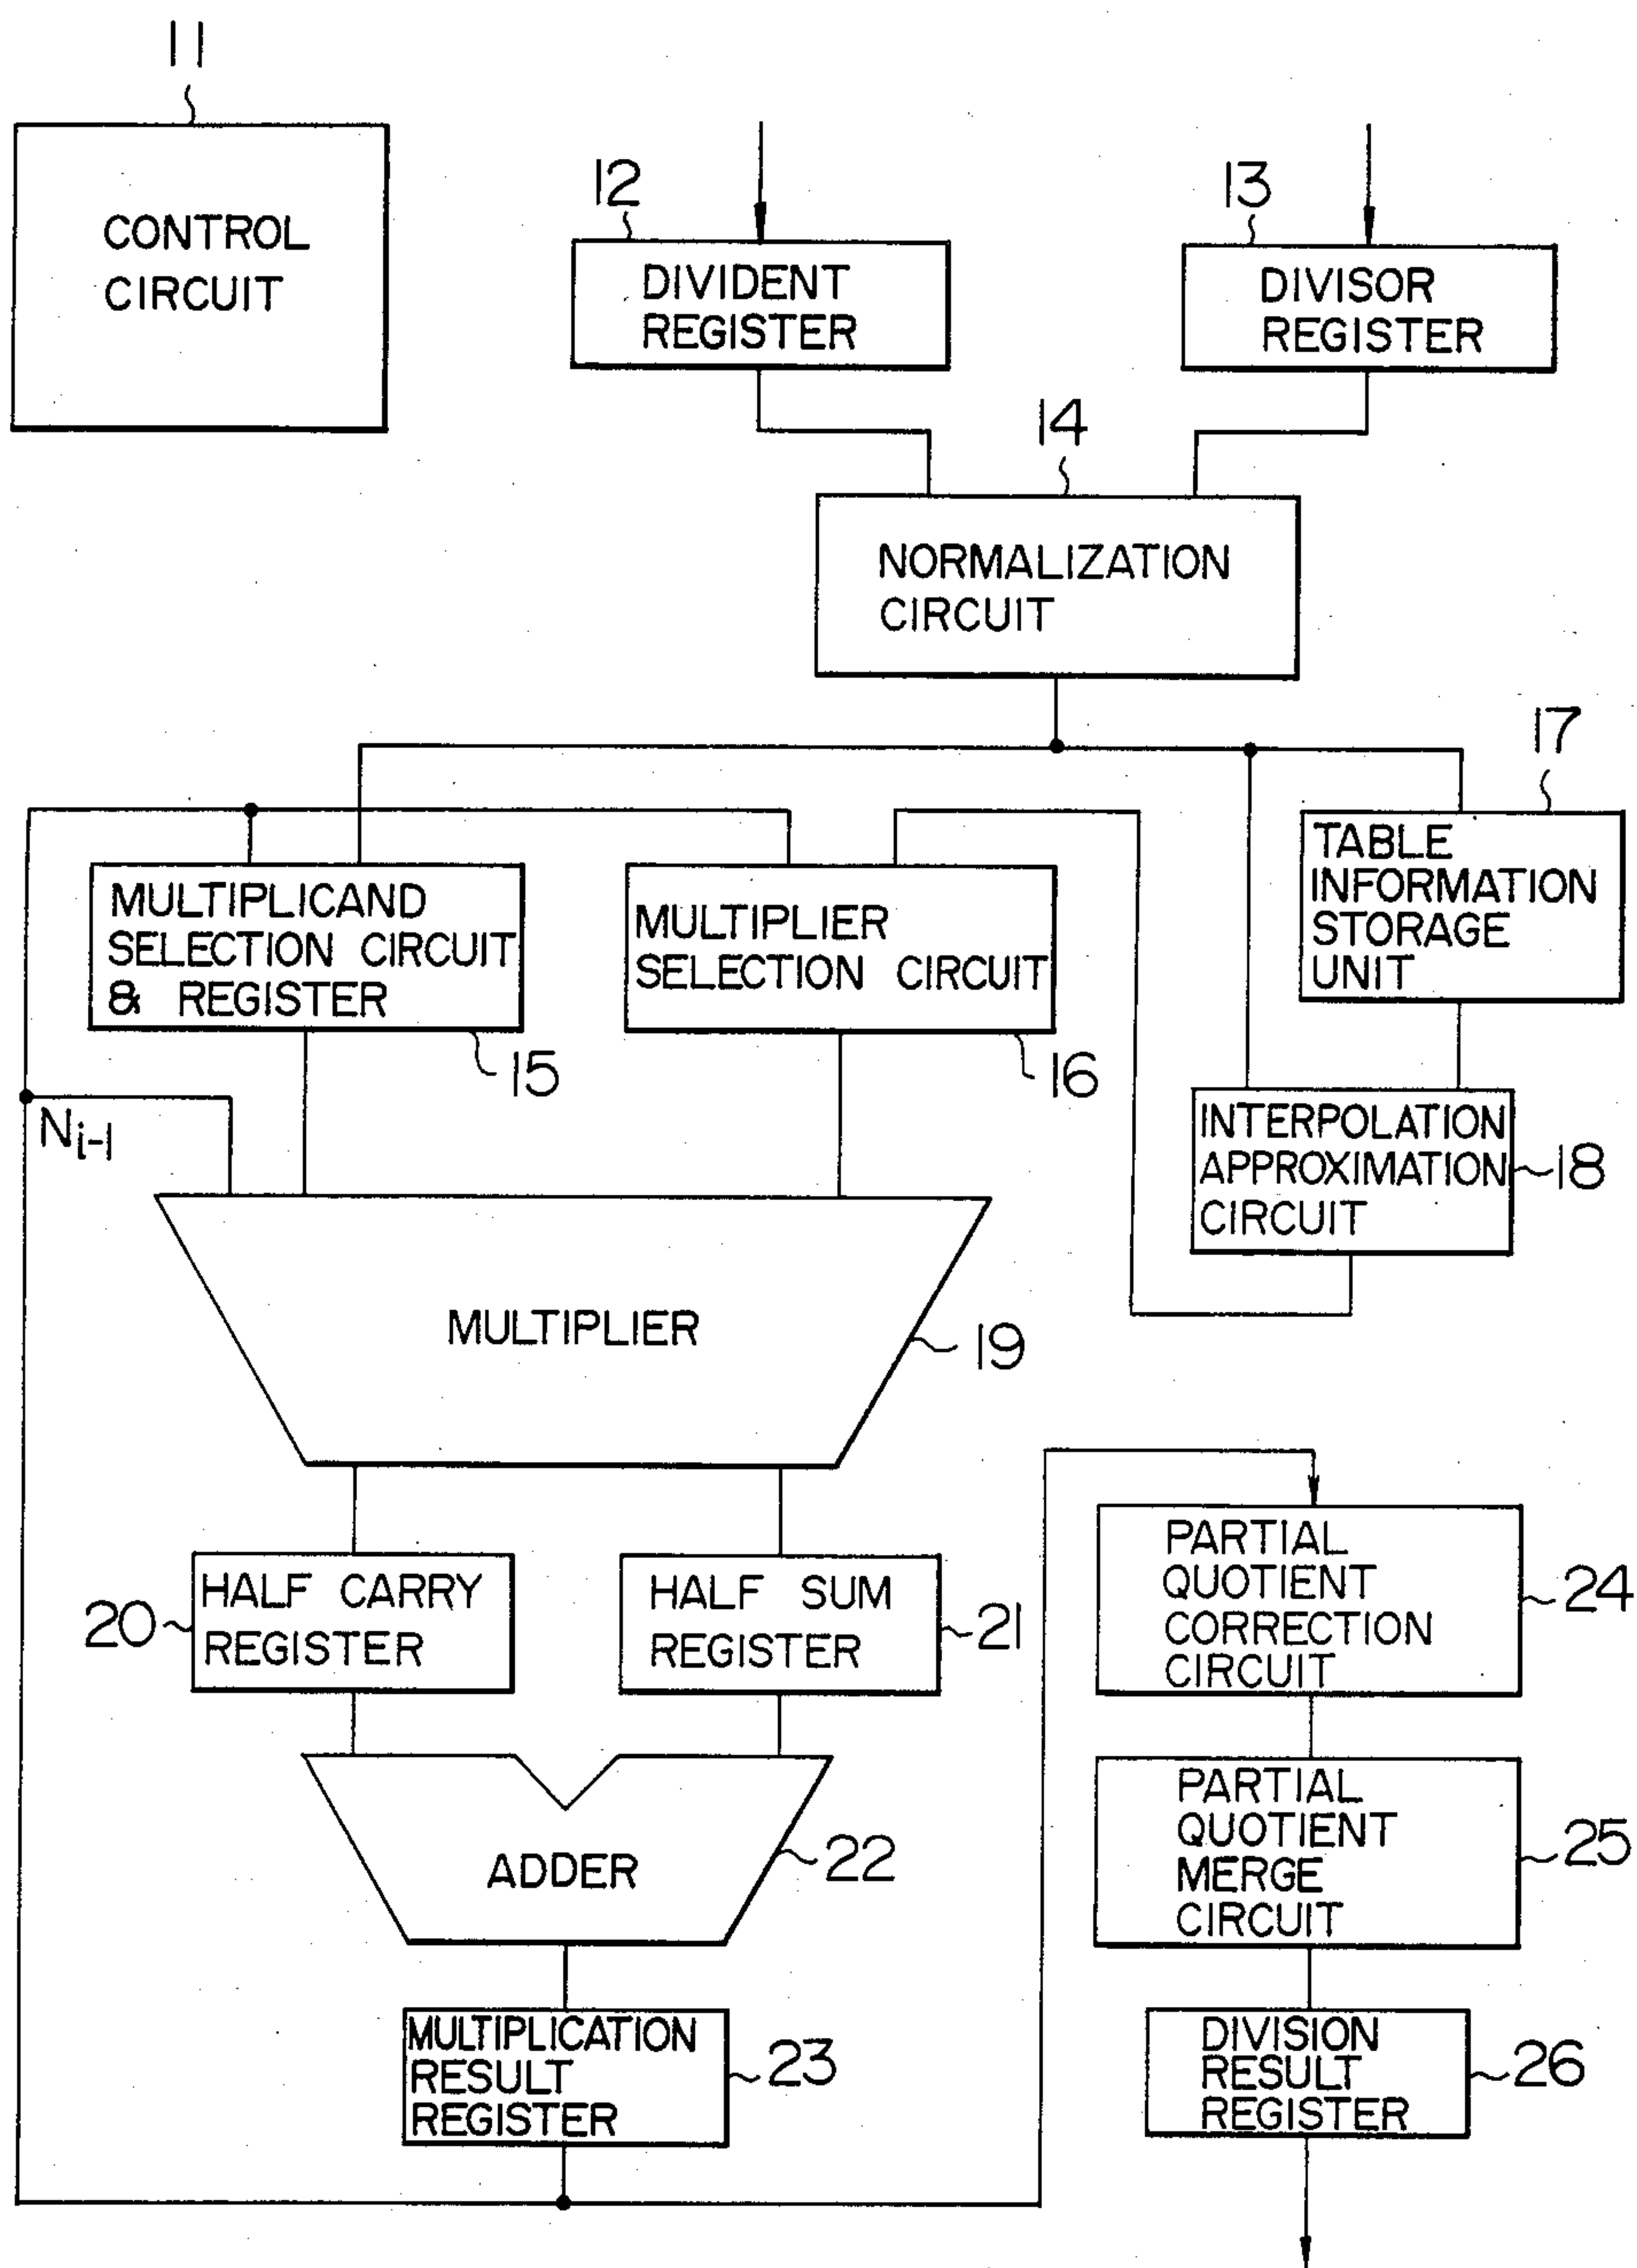 11
CONTROL
CIRCUIT
12
DIVIDENT
REGISTER
13
DIVISOR
REGISTER
14
NORMALIZATION
CIRCUIT
17
TABLE
INFORMATION
STORAGE
UNIT
MULTIPLICAND
SELECTION CIRCUIT
& REGISTER
15
MULTIPLIER
SELECTION CIRCUIT
16
Ni-1
INTERPOLATION
APPROXIMATION
CIRCUIT
18
MULTIPLIER
19
20
HALF CARRY
REGISTER
HALF SUM
REGISTER
21
PARTIAL
QUOTIENT
CORRECTION
CIRCUIT
24
ADDER
22
PARTIAL
QUOTIENT
MERGE
CIRCUIT
25
MULTIPLICATION
RESULT
REGISTER
23
DIVISION
RESULT
REGISTER
26